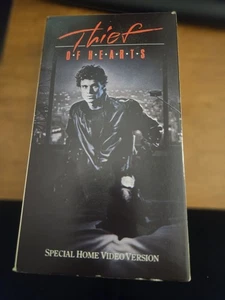 Thief
OF HEARTS
SPECIAL HOME VIDEO VERSION